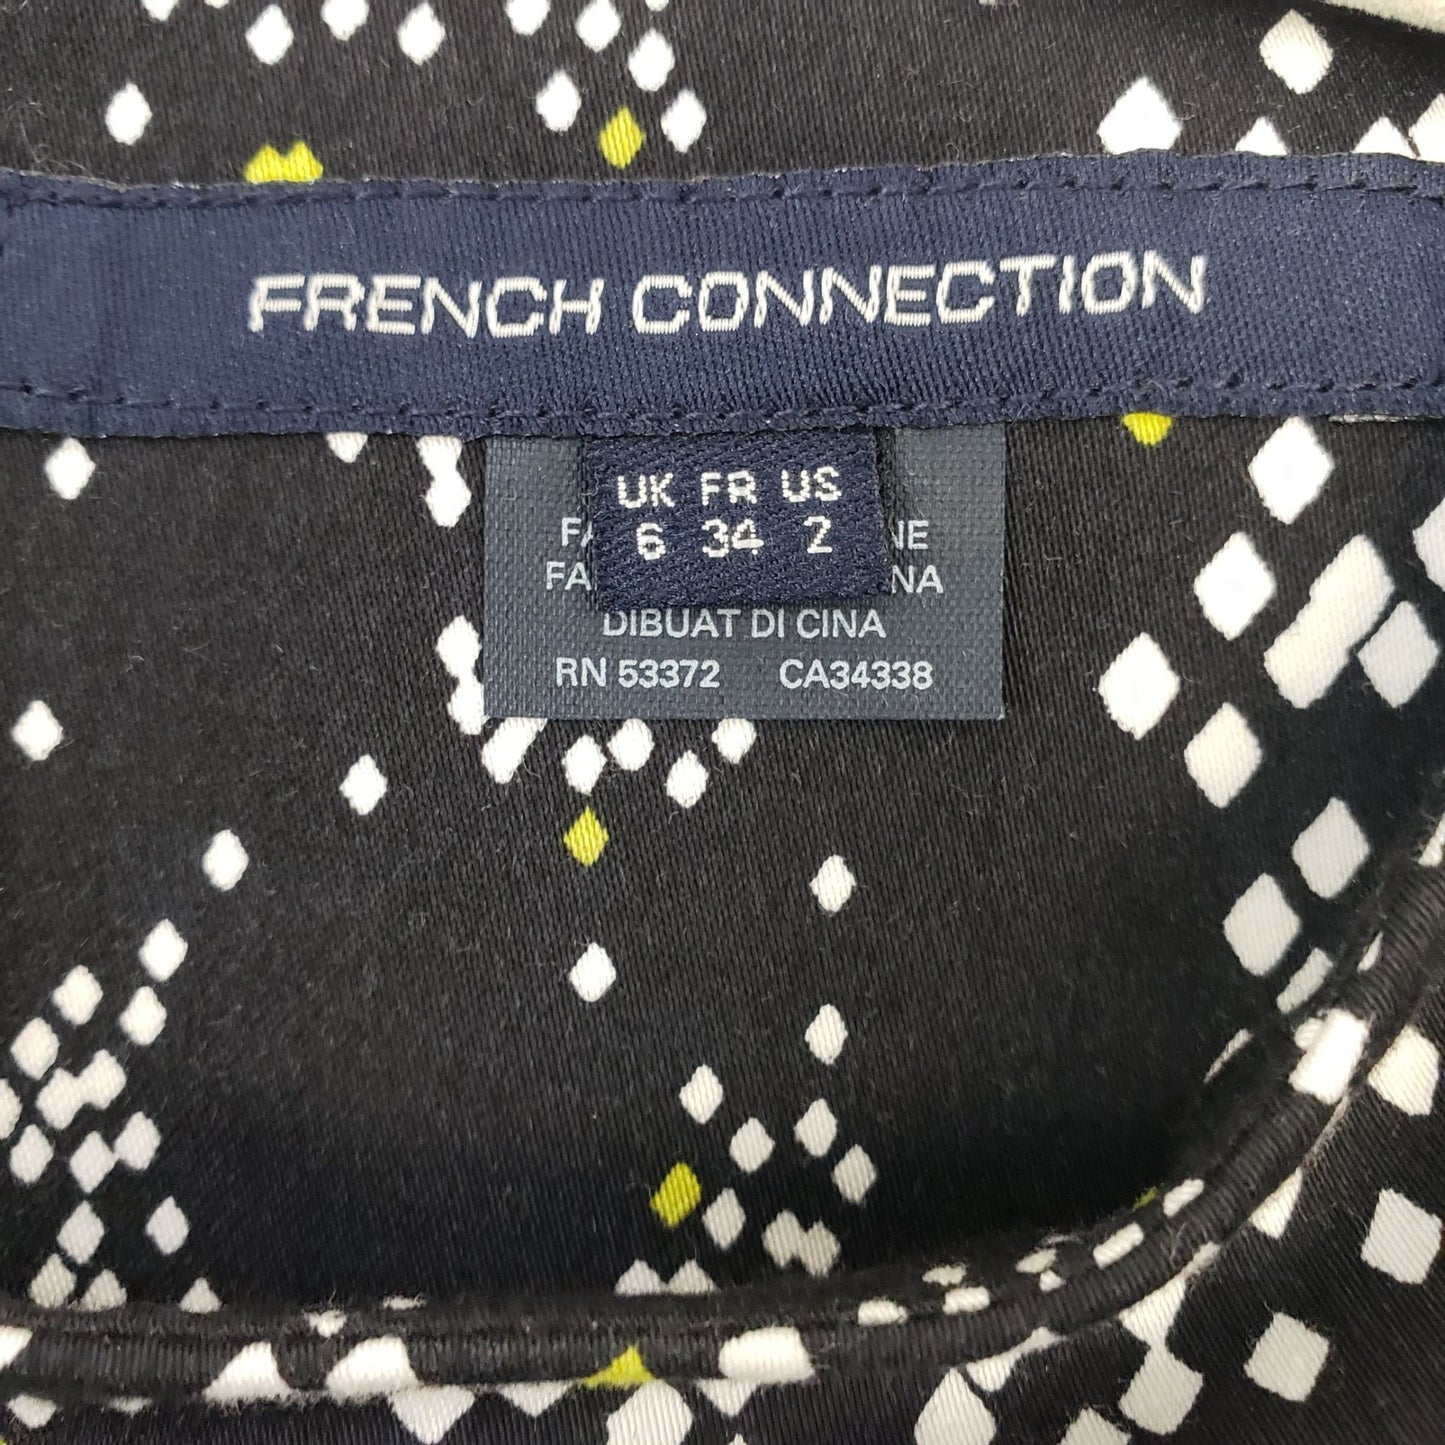 FRENCH CONNECTION
UK FR US
6 34 2
DIBUAT DI CINA
RN 53372 CA34338